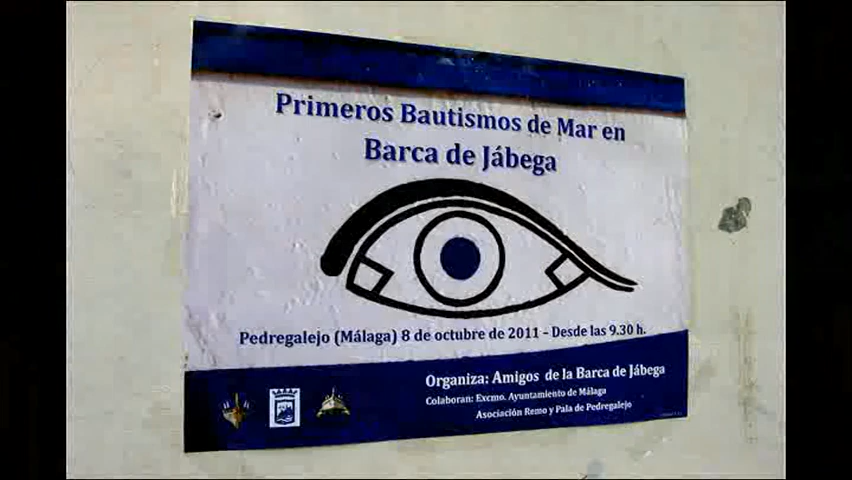 Primeros Bautismos de Mar en
Barca de Jábega
Pedregalejo (Málaga) 8 de octubre de 2011 – Desde las 9.30 h.
Organiza: Amigos de la Barca de Jábega
Colaboran: Excmo. Ayuntamiento de Málaga
Asociación Remo y Pala de Pedregalejo